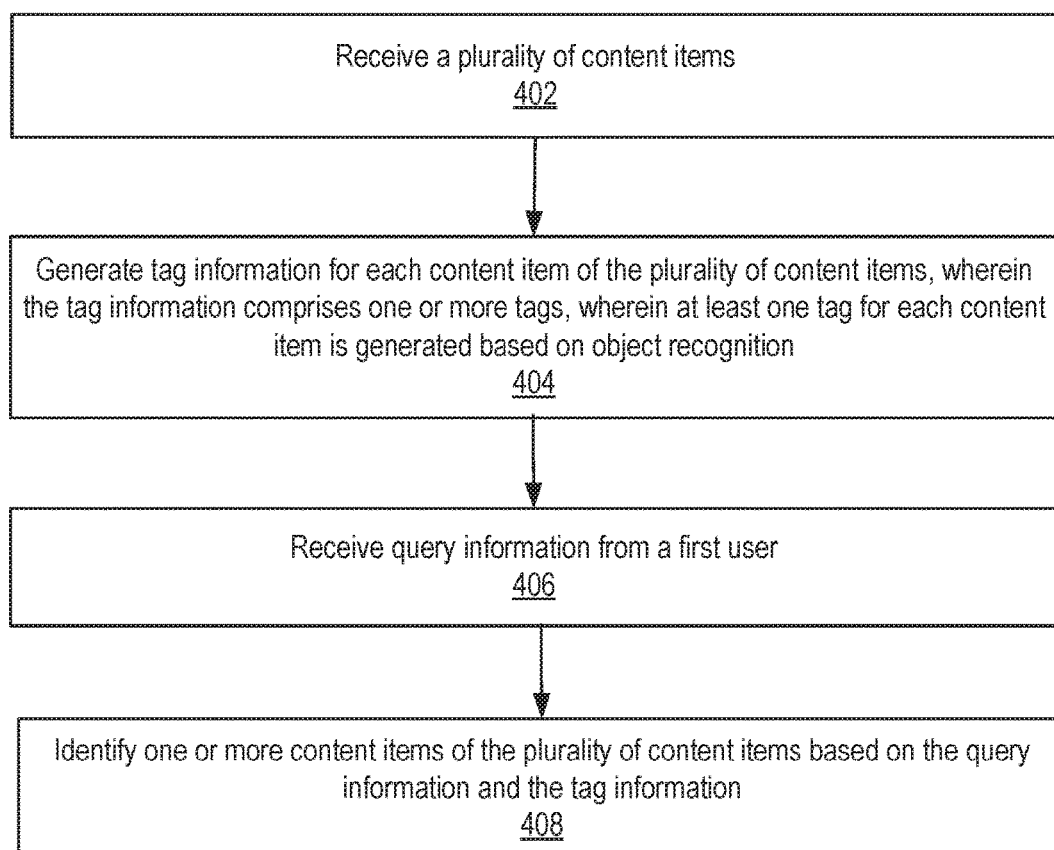 Receive a plurality of content items
402
Generate tag information for each content item of the plurality of content items, wherein
the tag information comprises one or more tags, wherein at least one tag for each content
item is generated based on object recognition
404
Receive query information from a first user
406
Identify one or more content items of the plurality of content items based on the query
information and the tag information
408